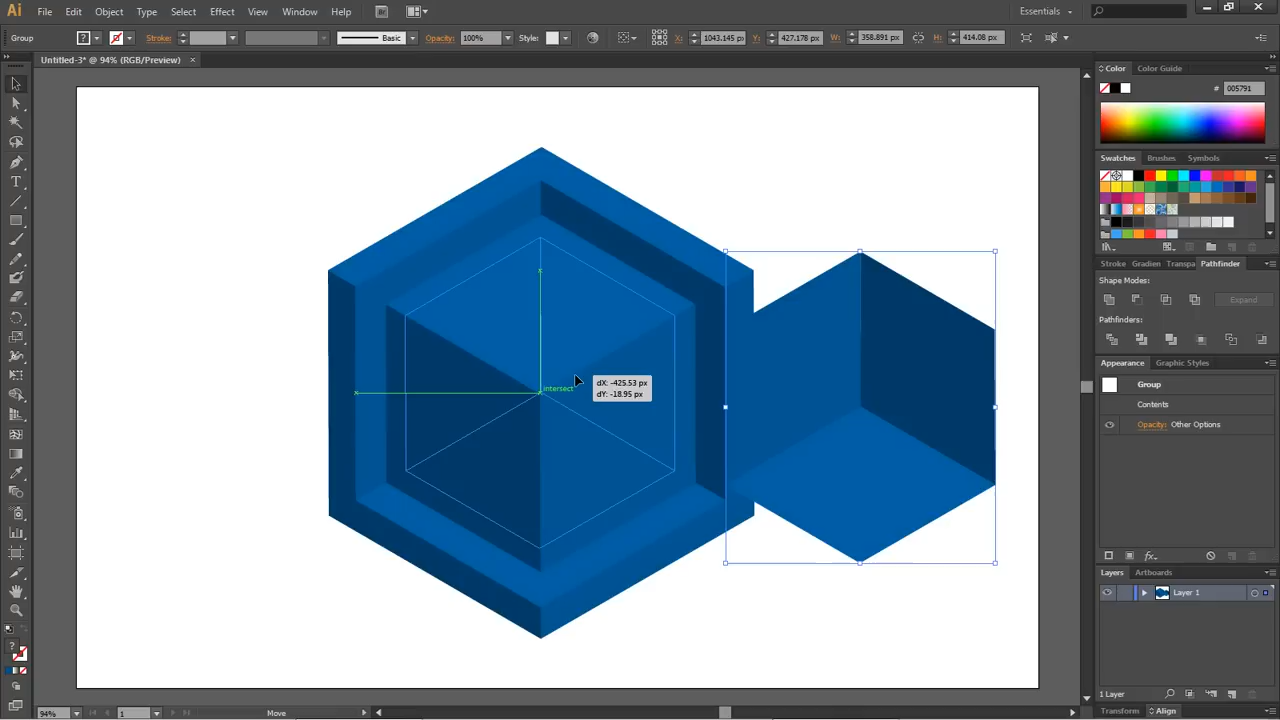 Ai File Edit Object Type Select Effect View Window Help Br Essentials
Group ? Stroke: Basic Opacity: 100% Style: X: 1043.145 px Y: 427.178 px W: 358.891 px H: 414.08 px
Untitled-3* @ 94% (RGB/Preview) ×
Color Color Guide
# 005791
Swatches Brushes Symbols
Stroke Gradien Transpa Pathfinder
Shape Modes:
Expand
Pathfinders:
Appearance Graphic Styles
Group
Contents
Opacity: Other Options
intersect
dX: -425.53 px
dY: -18.95 px
fx
Layers Artboards
Layer 1
1 Layer
Transform Align
94% 1 Move